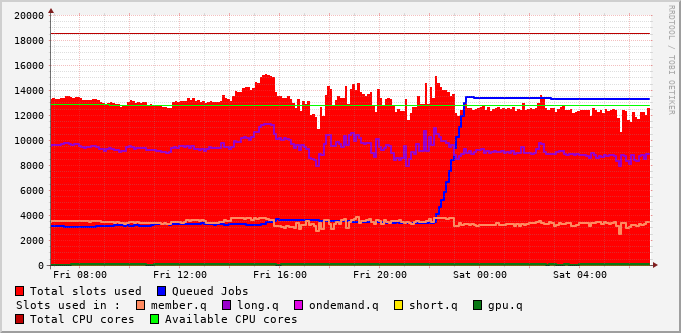 20000
18000
16000
14000
12000
10000
8000
6000
4000
2000
0
Fri 08:00 Fri 12:00 Fri 16:00 Fri 20:00 Sat 00:00 Sat 04:00
Total slots used Queued Jobs
Slots used in : member.q long.q ondemand.q short.q gpu.q
Total CPU cores Available CPU cores
RRDTOOL / TOBI OETIKER